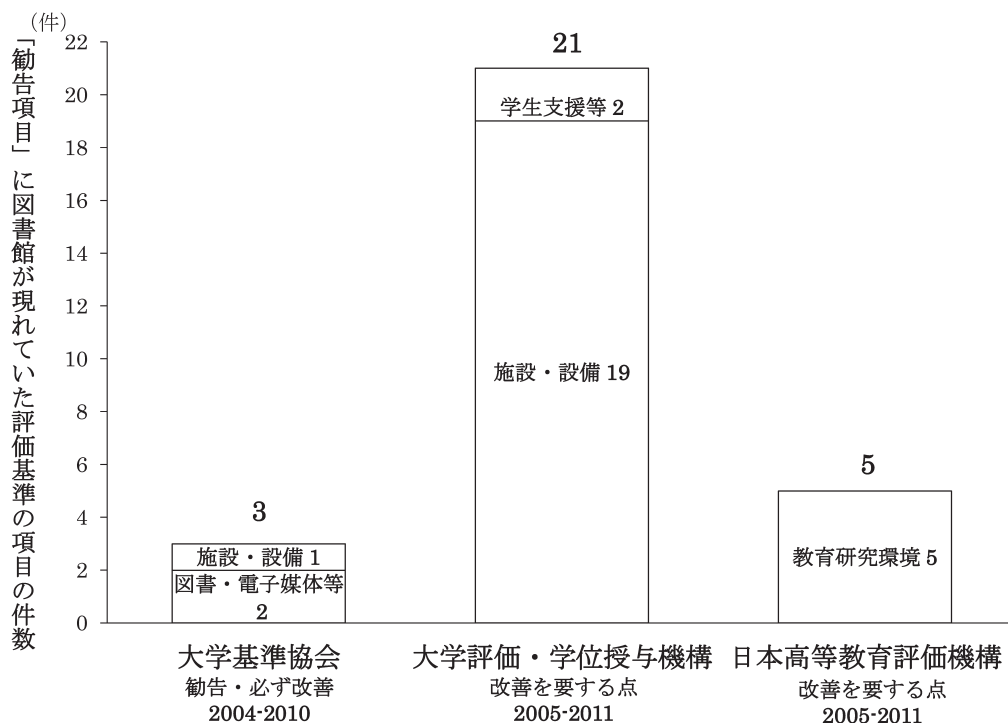 （件）
「勧告項目」に図書館が現れていた評価基準の項目の件数
22
20
18
16
14
12
10
8
6
4
2
0
3
施設・設備 1
図書・電子媒体等
2
21
学生支援等 2
施設・設備 19
5
教育研究環境 5
大学基準協会
勧告・必ず改善
2004-2010
大学評価・学位授与機構
改善を要する点
2005-2011
日本高等教育評価機構
改善を要する点
2005-2011